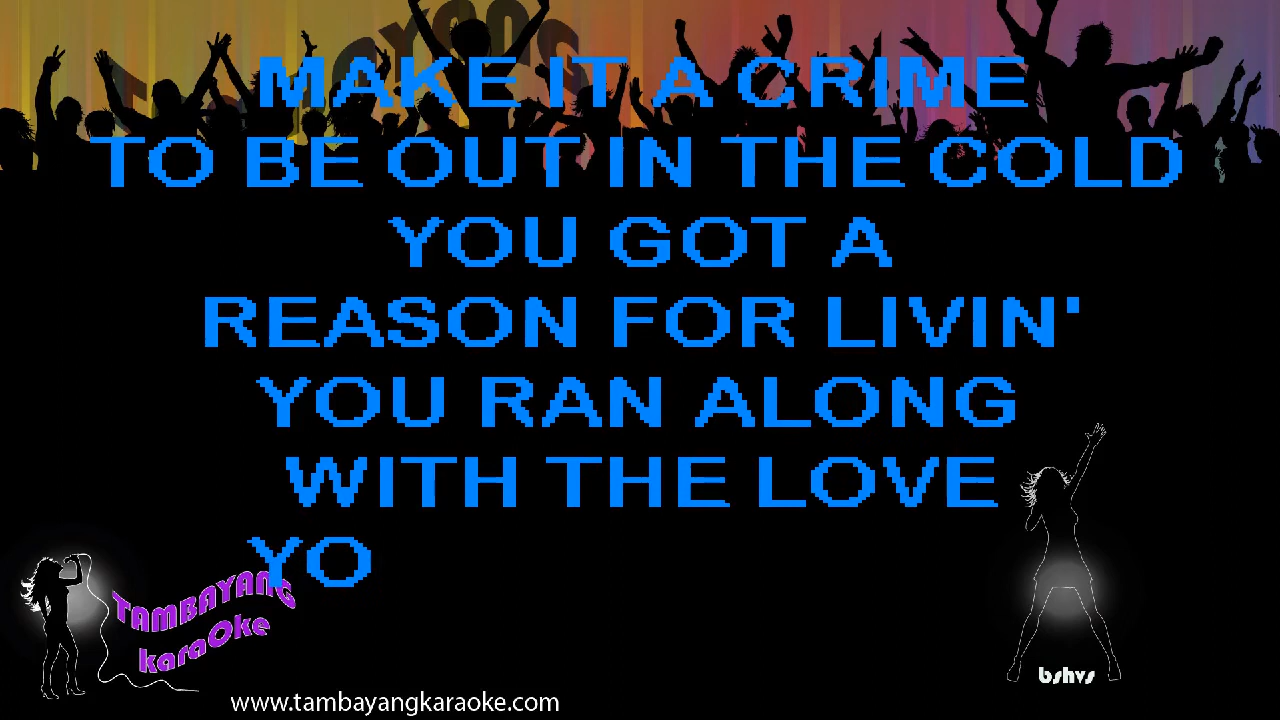 MAKE IT A CRIME
TO BE OUT IN THE COLD
YOU GOT A
REASON FOR LIVIN'
YOU RAN ALONG
WITH THE LOVE
YO
TAMBAYANG
karaOke
bshvs
www.tambayangkaraoke.com